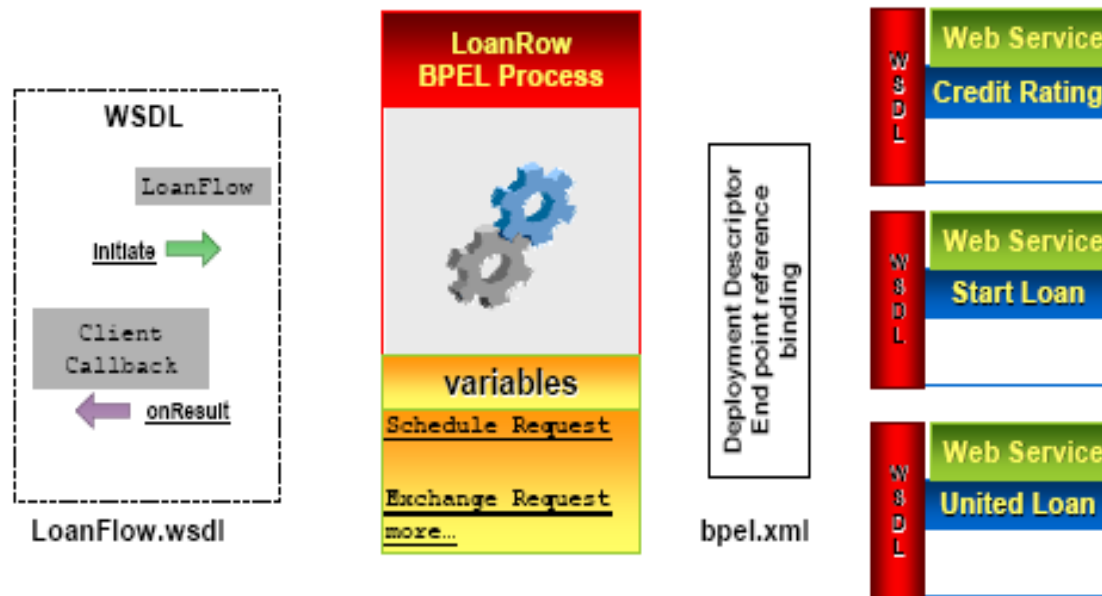 WSDL
LoanFlow
initiate
Client
Callback
onResult
LoanFlow.wsdl
LoanRow
BPEL Process
variables
Schedule Request
Exchange Request
more...
Deployment Descriptor
End point reference
binding
bpel.xml
WSDL
Web Service
Credit Rating
WSDL
Web Service
Start Loan
WSDL
Web Service
United Loan